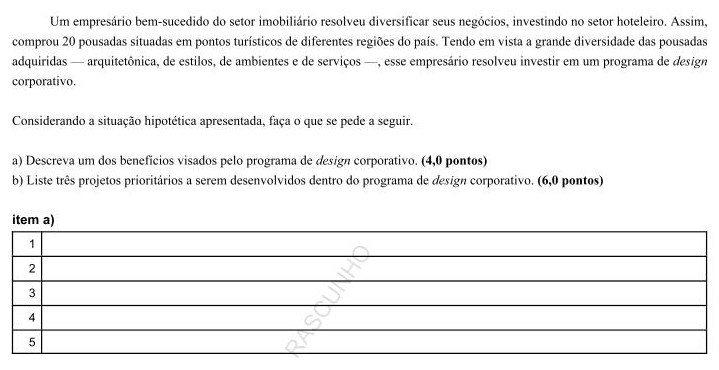 Um empresário bem-sucedido do setor imobiliário resolveu diversificar seus negócios, investindo no setor hoteleiro. Assim,
comprou 20 pousadas situadas em pontos turísticos de diferentes regiões do país. Tendo em vista a grande diversidade das pousadas
adquiridas — arquitetônica, de estilos, de ambientes e de serviços —, esse empresário resolveu investir em um programa de design
corporativo.
Considerando a situação hipotética apresentada, faça o que se pede a seguir.
a) Descreva um dos benefícios visados pelo programa de design corporativo. (4,0 pontos)
b) Liste três projetos prioritários a serem desenvolvidos dentro do programa de design corporativo. (6,0 pontos)
item a)
1
2
3
4
5
RASCUNHO